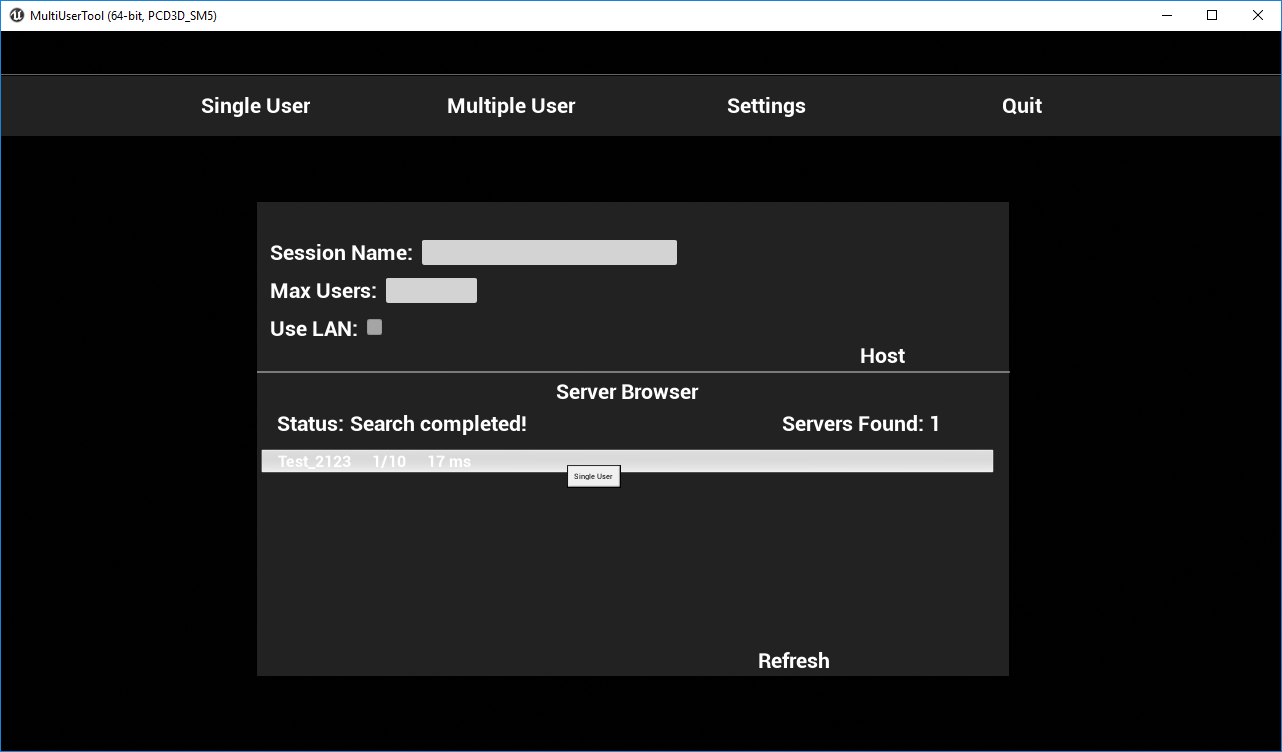 MultiUserTool (64-bit, PCD3D_SM5)
Single User Multiple User Settings Quit
Session Name:
Max Users:
Use LAN:
Host
Server Browser
Status: Search completed! Servers Found: 1
Test_2123 1/10 17 ms
Single User
Refresh